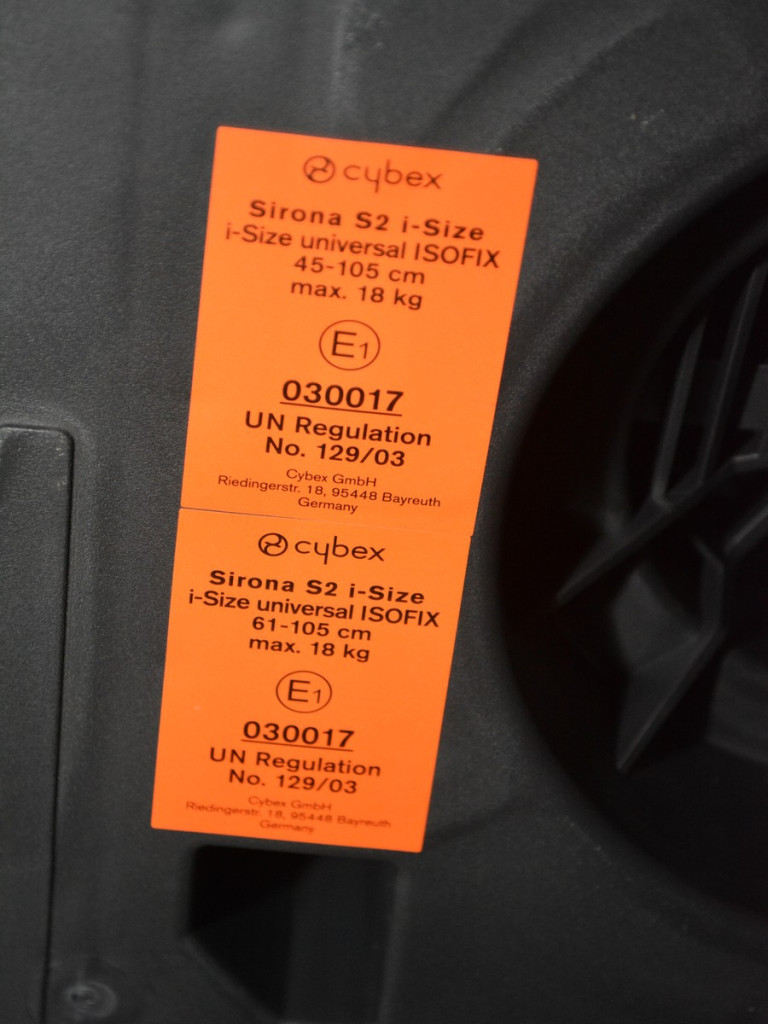 cybex
Sirona S2 i-Size
i-Size universal ISOFIX
45-105 cm
max. 18 kg
E1
030017
UN Regulation
No. 129/03
Cybex GmbH
Riedingerstr. 18, 95448 Bayreuth
Germany
cybex
Sirona S2 i-Size
i-Size universal ISOFIX
61-105 cm
max. 18 kg
E1
030017
UN Regulation
No. 129/03
Cybex GmbH
Riedingerstr. 18, 95448 Bayreuth
Germany